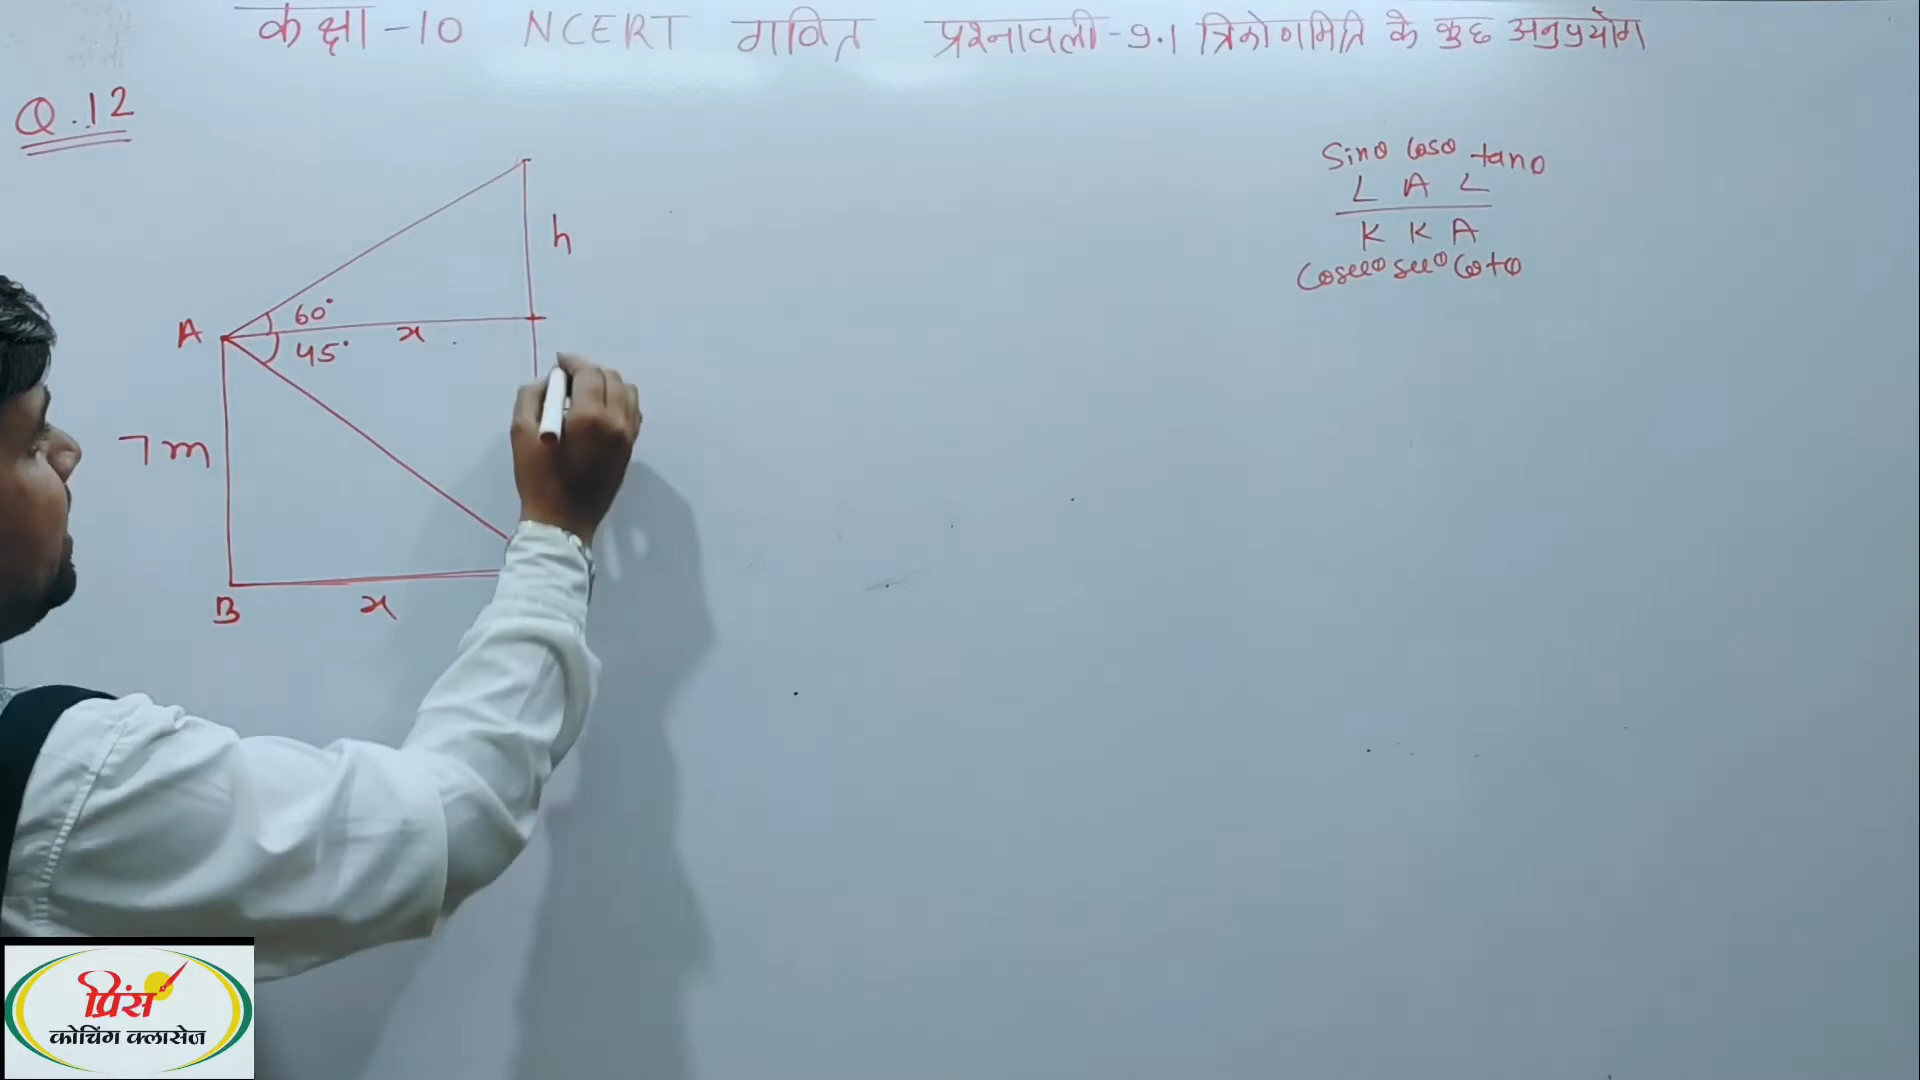 कक्षा-10 NCERT गणित प्रश्नावली-9.1 त्रिकोणमिति के कुछ अनुप्रयोग
Q.12
Sinθ Cosθ tanθ
L A L
K K A
Cosecθ secθ Cotθ
h
A 60°
x
45°
7m
B x
प्रिंस
कोचिंग क्लासेज